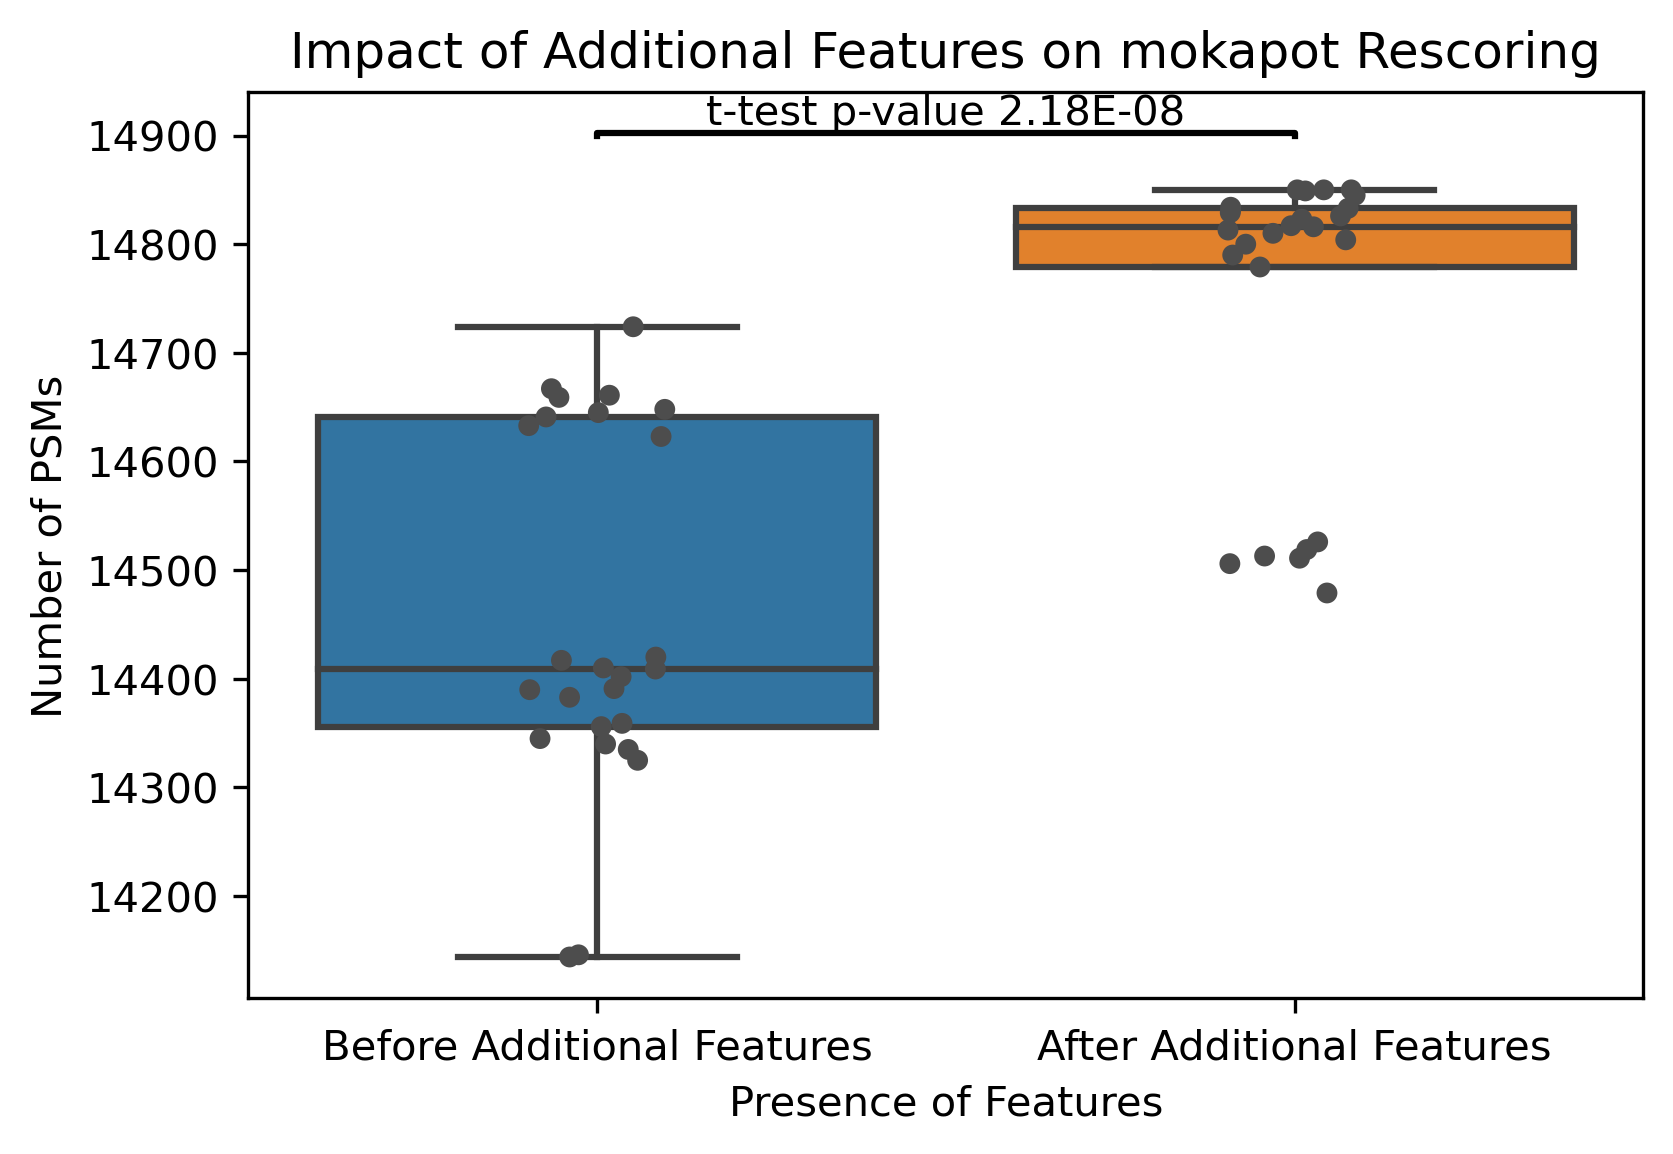 Impact of Additional Features on mokapot Rescoring
t-test p-value 2.18E-08
14900
14800
14700
14600
14500
14400
14300
14200
Number of PSMs
Before Additional Features
After Additional Features
Presence of Features